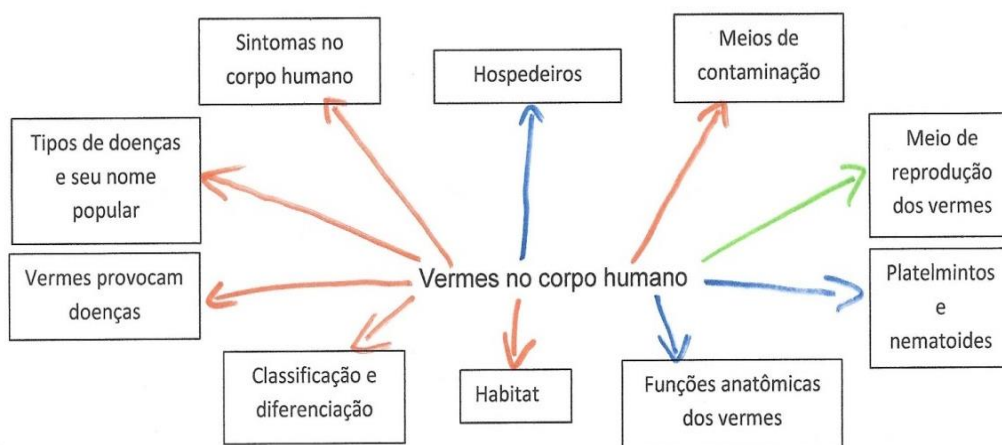 Sintomas no
corpo humano
Hospedeiros
Meios de
contaminação
Tipos de doenças
e seu nome
popular
Meio de
reprodução
dos vermes
Vermes no corpo humano
Vermes provocam
doenças
Platelmintos
e
nematoides
Classificação e
diferenciação
Habitat
Funções anatômicas
dos vermes